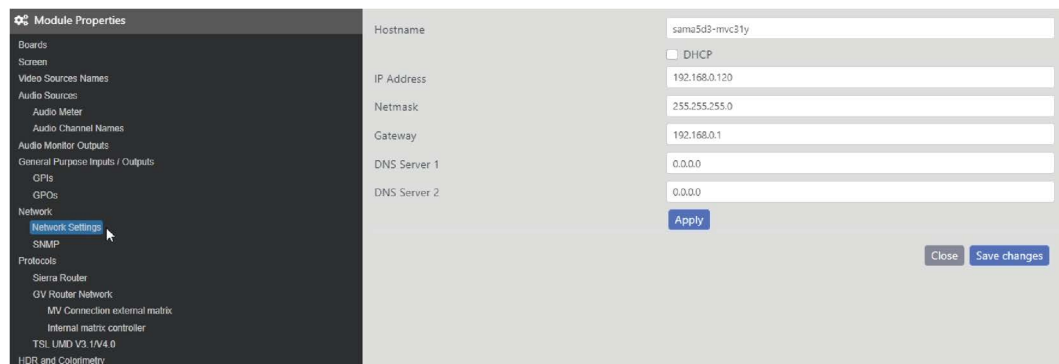 Module Properties
Boards
Screen
Video Sources Names
Audio Sources
Audio Meter
Audio Channel Names
Audio Monitor Outputs
General Purpose Inputs / Outputs
GPIs
GPOs
Network
Network Settings
SNMP
Protocols
Sierra Router
GV Router Network
MV Connection external matrix
Internal matrix controller
TSL UMD V3.1/V4.0
HDR and Colorimetry
Hostname sama5d3-mvc31y
DHCP
IP Address 192.168.0.120
Netmask 255.255.255.0
Gateway 192.168.0.1
DNS Server 1 0.0.0.0
DNS Server 2 0.0.0.0
Apply
Close Save changes